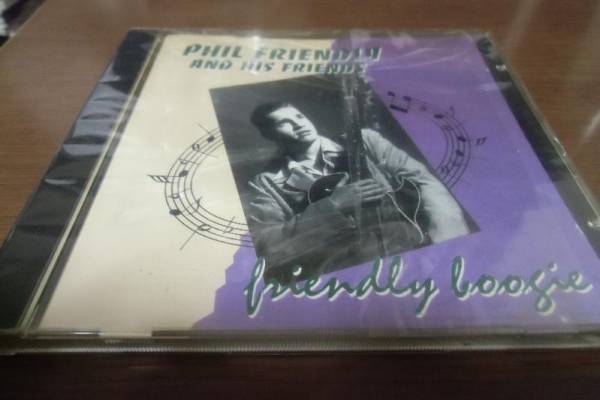 PHIL FRIENDLY
AND HIS FRIENDS
friendly boogie